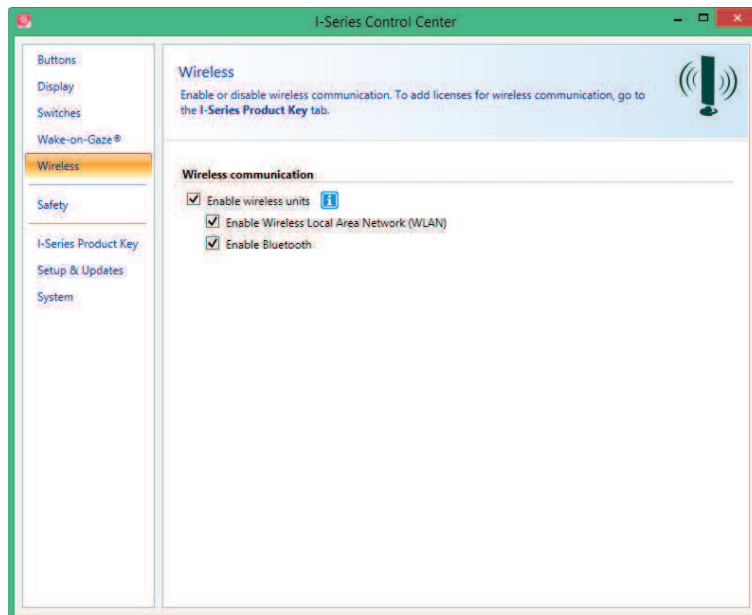 I-Series Control Center
Buttons
Display
Switches
Wake-on-Gaze®
Wireless
Safety
I-Series Product Key
Setup & Updates
System
Wireless
Enable or disable wireless communication. To add licenses for wireless communication, go to
the I-Series Product Key tab.
Wireless communication
Enable wireless units
Enable Wireless Local Area Network (WLAN)
Enable Bluetooth